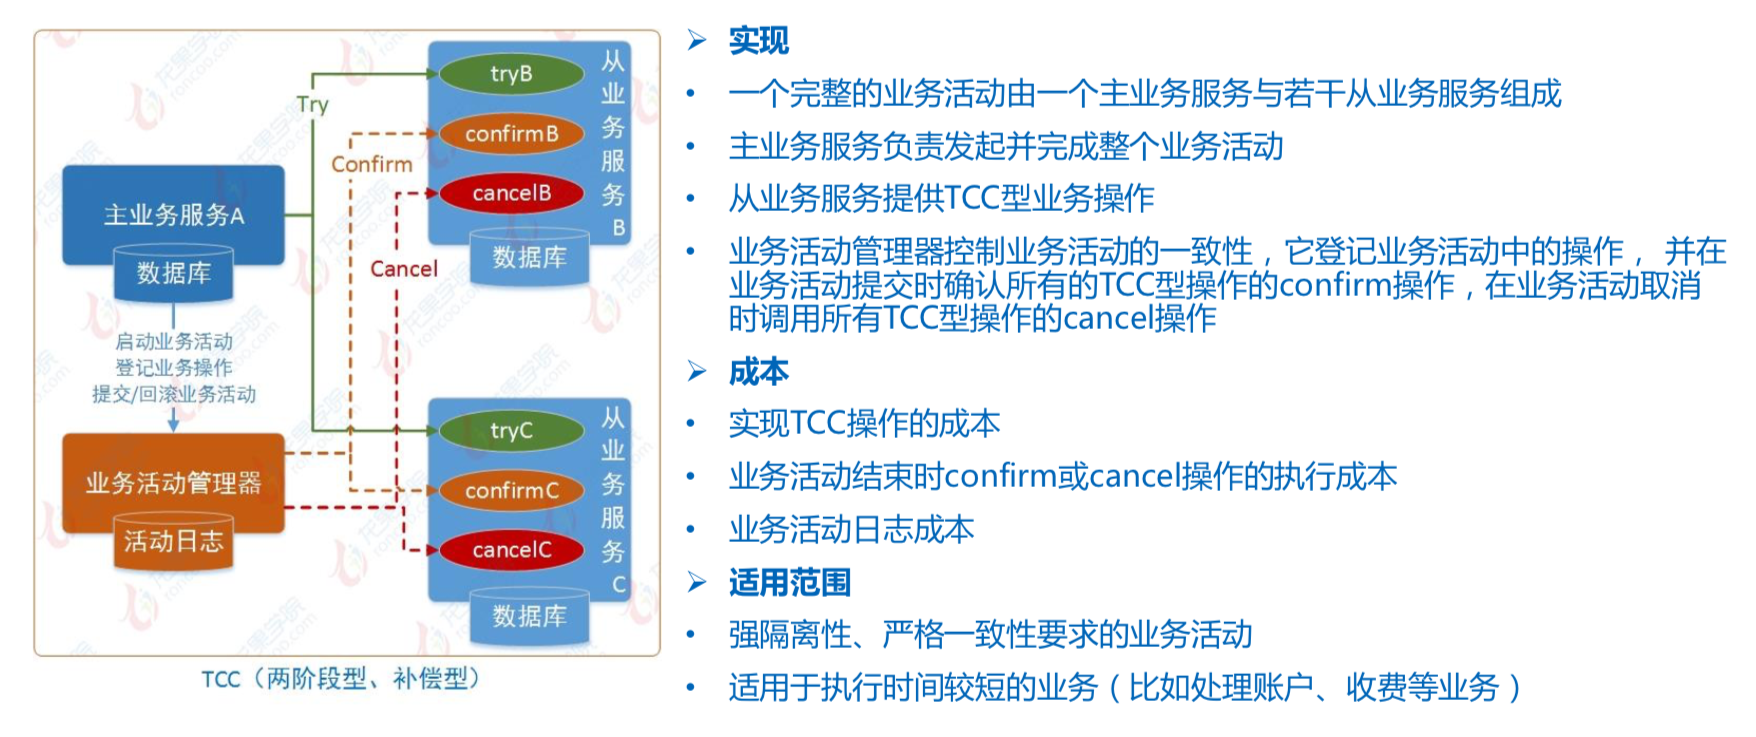 Try
Confirm
Cancel
主业务服务A
数据库
启动业务活动
登记业务操作
提交/回滚业务活动
业务活动管理器
活动日志
tryB
confirmB
cancelB
从业务服务B
数据库
tryC
confirmC
cancelC
从业务服务C
数据库
TCC（两阶段型、补偿型）
➢ 实现
• 一个完整的业务活动由一个主业务服务与若干从业务服务组成
• 主业务服务负责发起并完成整个业务活动
• 从业务服务提供TCC型业务操作
• 业务活动管理器控制业务活动的一致性，它登记业务活动中的操作， 并在
业务活动提交时确认所有的TCC型操作的confirm操作，在业务活动取消
时调用所有TCC型操作的cancel操作
➢ 成本
• 实现TCC操作的成本
• 业务活动结束时confirm或cancel操作的执行成本
• 业务活动日志成本
➢ 适用范围
• 强隔离性、严格一致性要求的业务活动
• 适用于执行时间较短的业务（比如处理账户、收费等业务）
龙果学院
roncoo.com